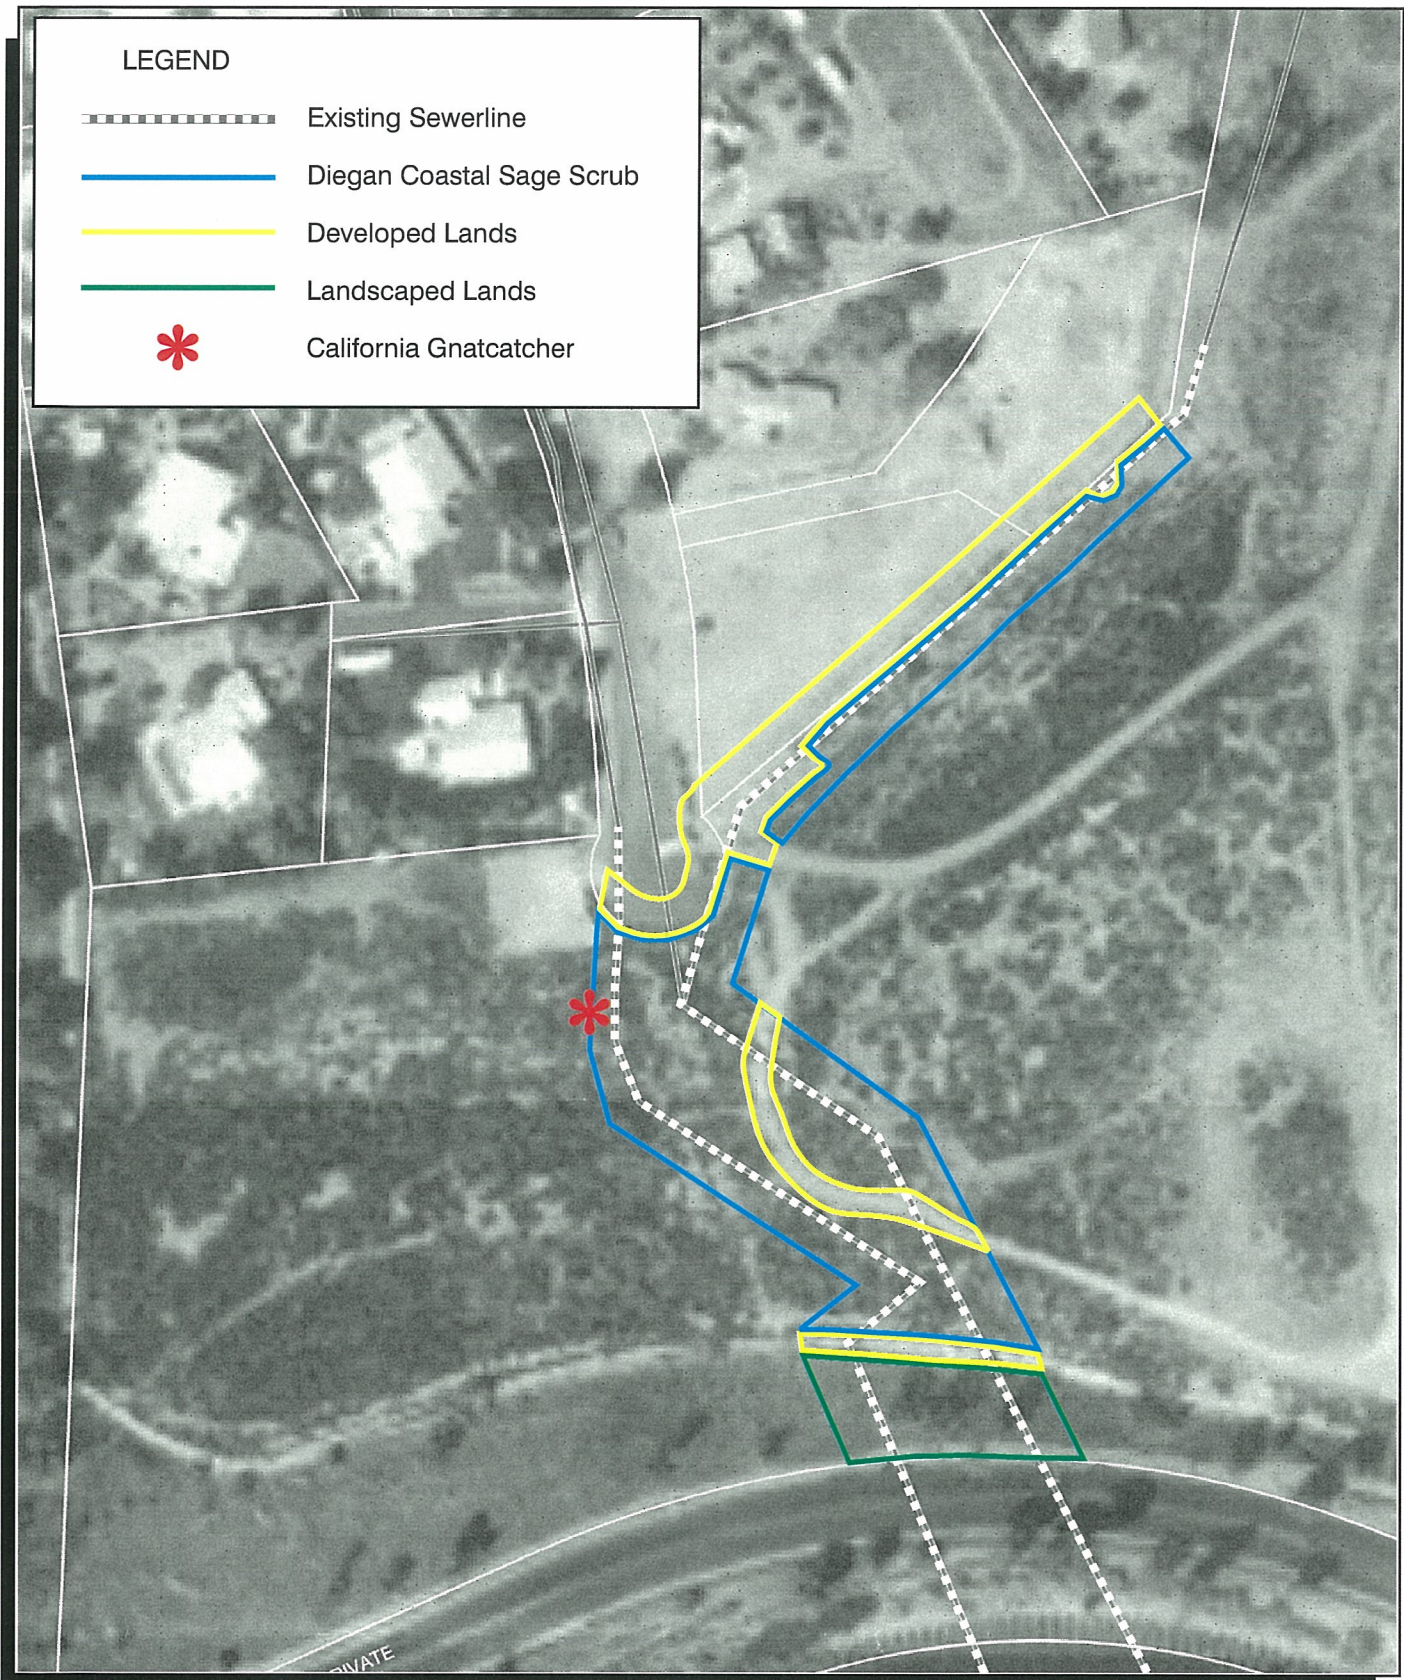 LEGEND
Existing Sewerline
Diegan Coastal Sage Scrub
Developed Lands
Landscaped Lands
California Gnatcatcher